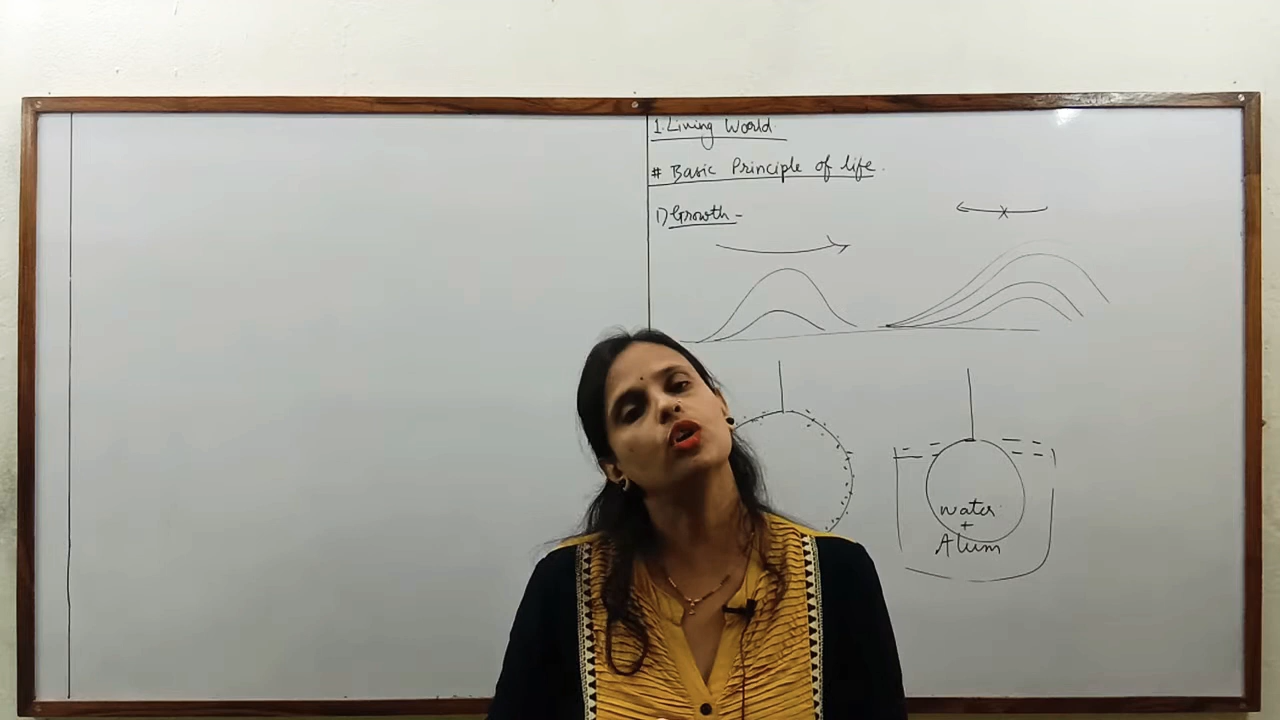 1. Living World
# Basic Principle of life.
1) Growth -
water
+
Alum